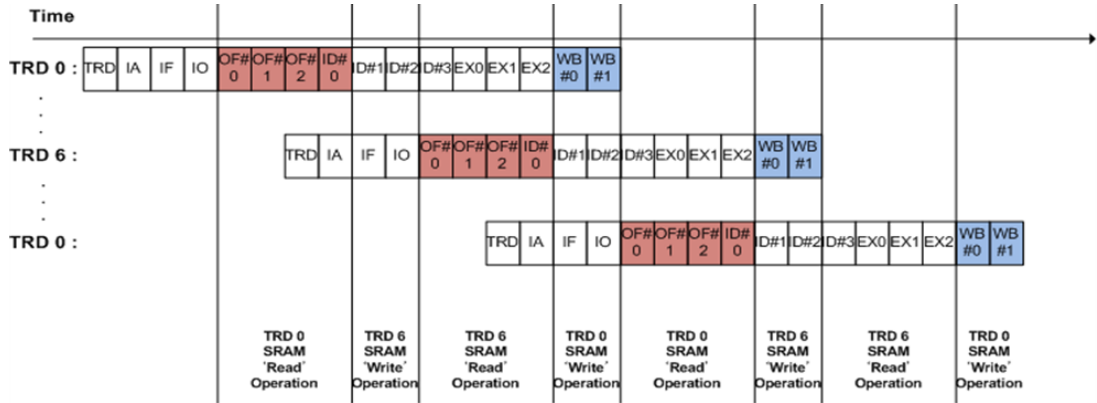 Time
TRD 0 : TRD IA IF IO OF# 0 OF# 1 OF# 2 ID# 0 ID#1 ID#2 ID#3 EX0 EX1 EX2 WB #0 WB #1
TRD 6 : TRD IA IF IO OF# 0 OF# 1 OF# 2 ID# 0 ID#1 ID#2 ID#3 EX0 EX1 EX2 WB #0 WB #1
TRD 0 : TRD IA IF IO OF# 0 OF# 1 OF# 2 ID# 0 ID#1 ID#2 ID#3 EX0 EX1 EX2 WB #0 WB #1
TRD 0 TRD 6 TRD 6 TRD 0 TRD 0 TRD 6 TRD 6 TRD 0
SRAM SRAM SRAM SRAM SRAM SRAM SRAM SRAM
'Read' 'Write' 'Read' 'Write' 'Read' 'Write' 'Read' 'Write'
Operation Operation Operation Operation Operation Operation Operation Operation